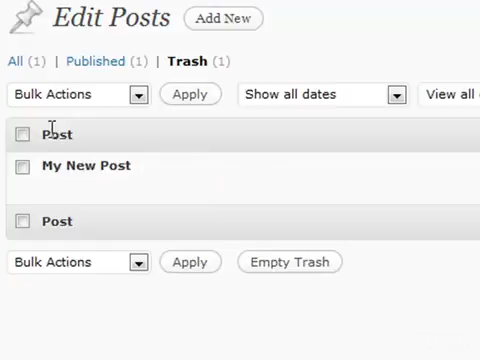 Edit Posts Add New
All (1) | Published (1) | Trash (1)
Bulk Actions Apply Show all dates View all
Post
My New Post
Post
Bulk Actions Apply Empty Trash